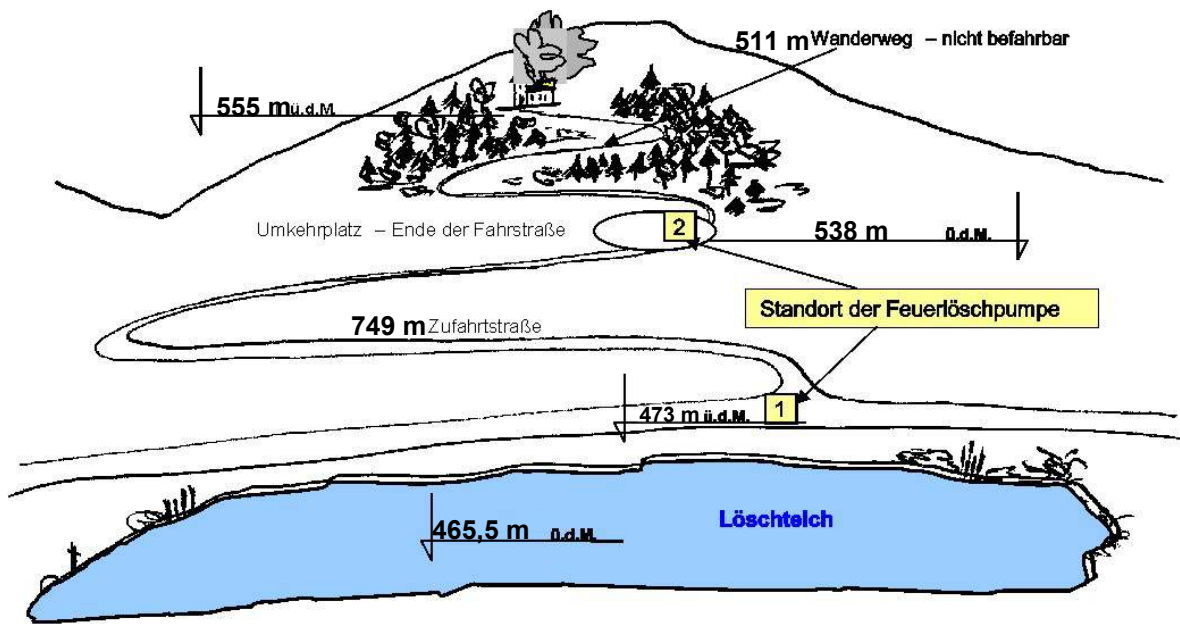 511 m Wanderweg – nicht befahrbar
555 m ü.d.M.
Umkehrplatz – Ende der Fahrstraße
2
538 m ü.d.M.
Standort der Feuerlöschpumpe
749 m Zufahrtstraße
1
473 m ü.d.M.
Löschteich
465,5 m ü.d.M.